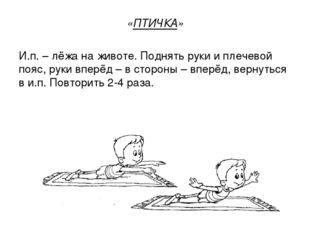 «ПТИЧКА»
И.п. – лёжа на животе. Поднять руки и плечевой
пояс, руки вперёд – в стороны – вперёд, вернуться
в и.п. Повторить 2-4 раза.